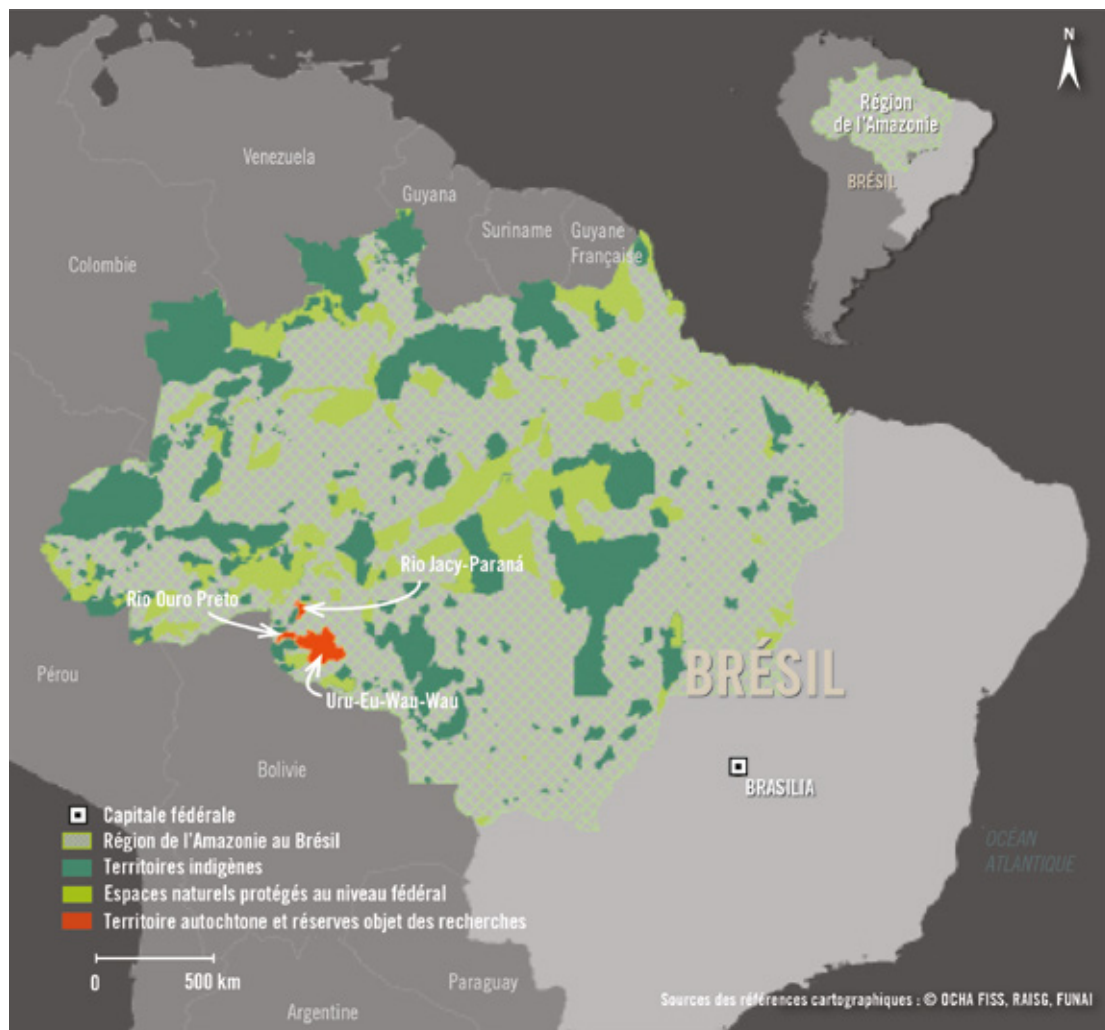 N
Région
de l'Amazonie
BRÉSIL
Venezuela
Guyana
Suriname
Guyane
Française
Colombie
Rio Jacy-Paraná
Rio Ouro Preto
BRÉSIL
Pérou
Uru-Eu-Wau-Wau
Bolivie
BRASILIA
Capitale fédérale
Région de l'Amazonie au Brésil
Territoires indigènes
Espaces naturels protégés au niveau fédéral
Territoire autochtone et réserves objet des recherches
OCÉAN
ATLANTIQUE
0 500 km
Paraguay
Argentine
Sources des références cartographiques : © OCHA FISS, RAISG, FUNAI